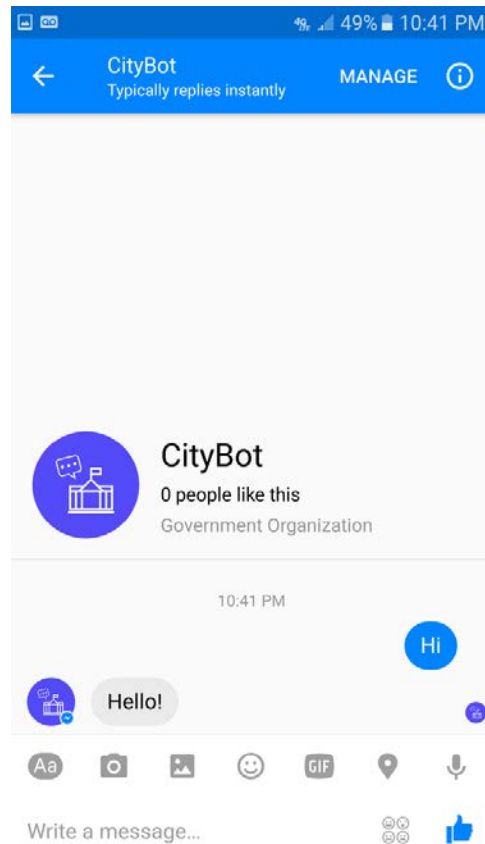 49% 10:41 PM
CityBot
Typically replies instantly
MANAGE
CityBot
0 people like this
Government Organization
10:41 PM
Hi
Hello!
Aa
GIF
Write a message...